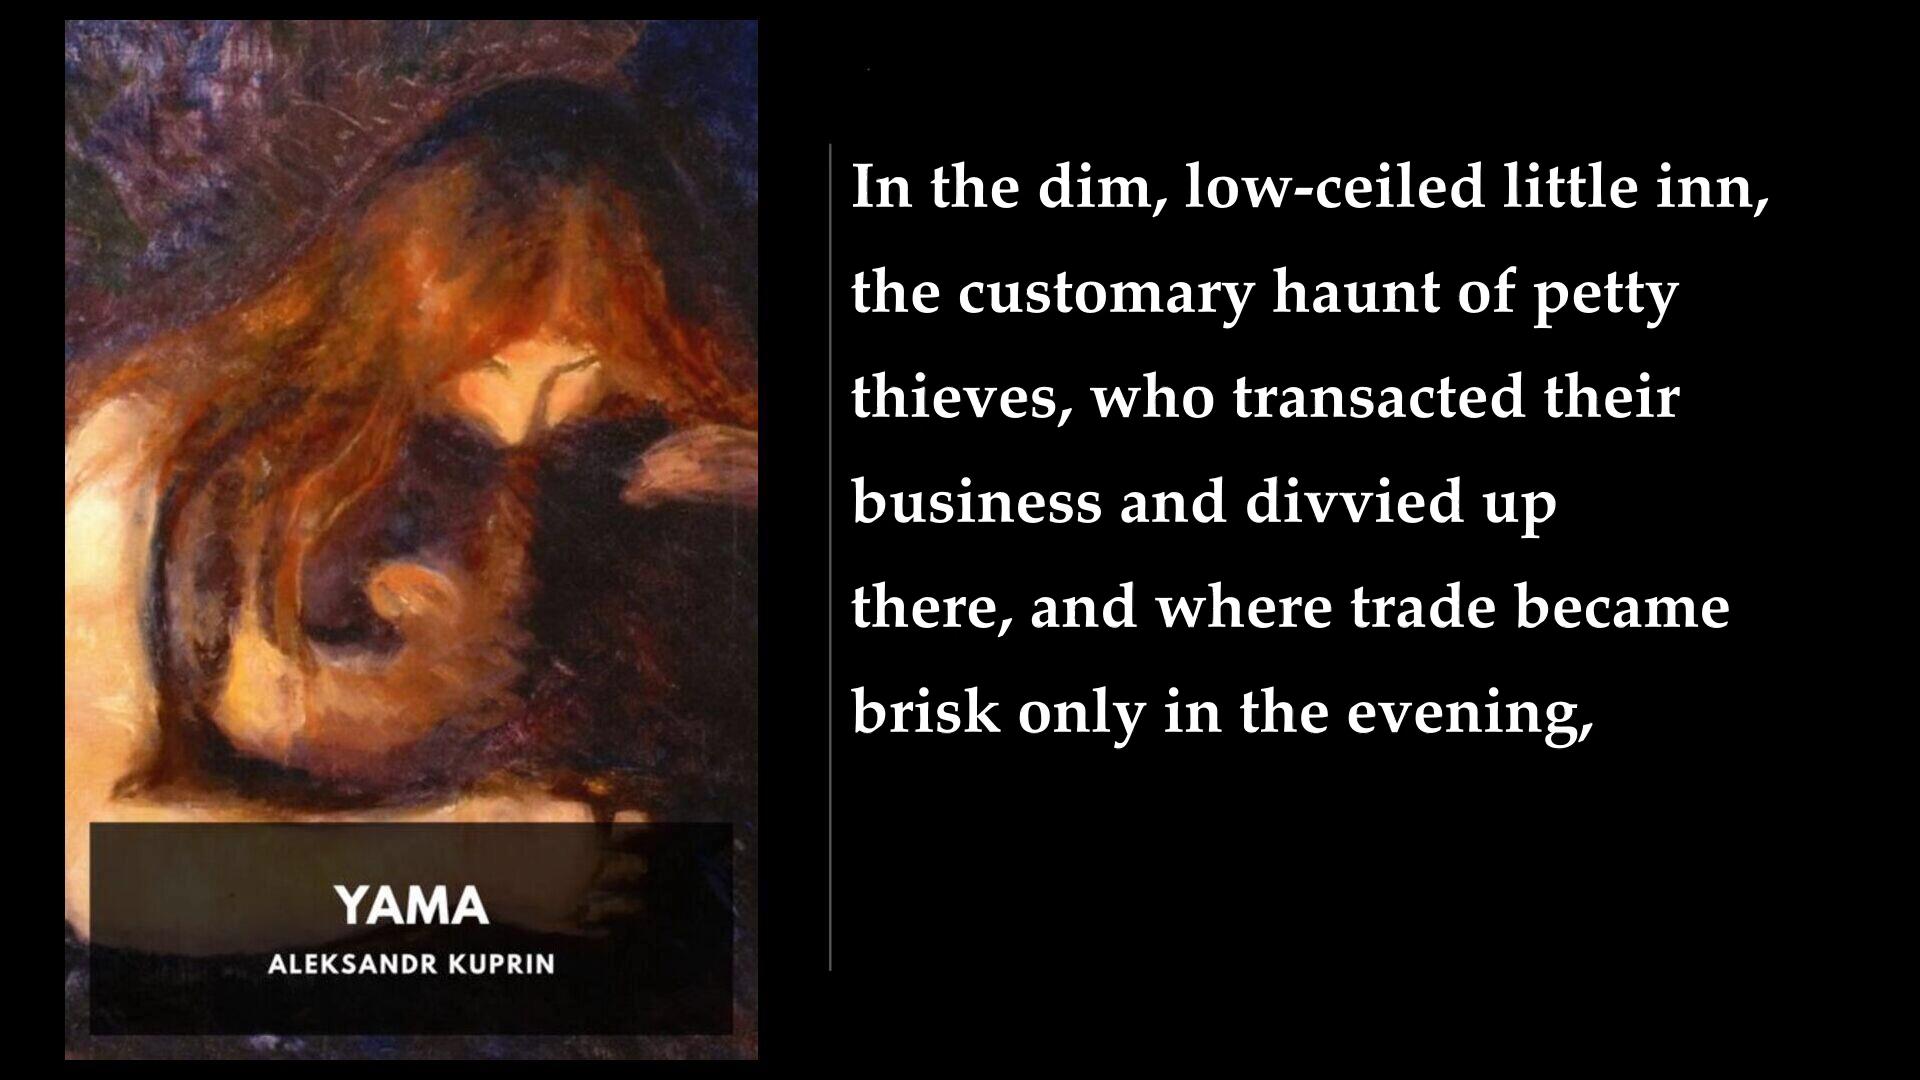 In the dim, low-ceiled little inn,
the customary haunt of petty
thieves, who transacted their
business and divvied up
there, and where trade became
brisk only in the evening,
YAMA
ALEKSANDR KUPRIN